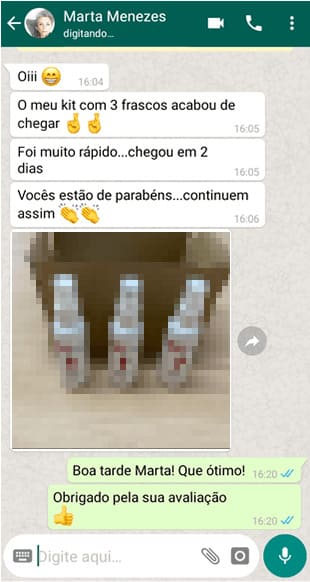 Marta Menezes
digitando...
Oiii
16:04
O meu kit com 3 frascos acabou de
chegar
16:05
Foi muito rápido...chegou em 2
dias
16:05
Vocês estão de parabéns...continuem
assim
16:06
Boa tarde Marta! Que ótimo!
16:20
Obrigado pela sua avaliação
16:20
Digite aqui...